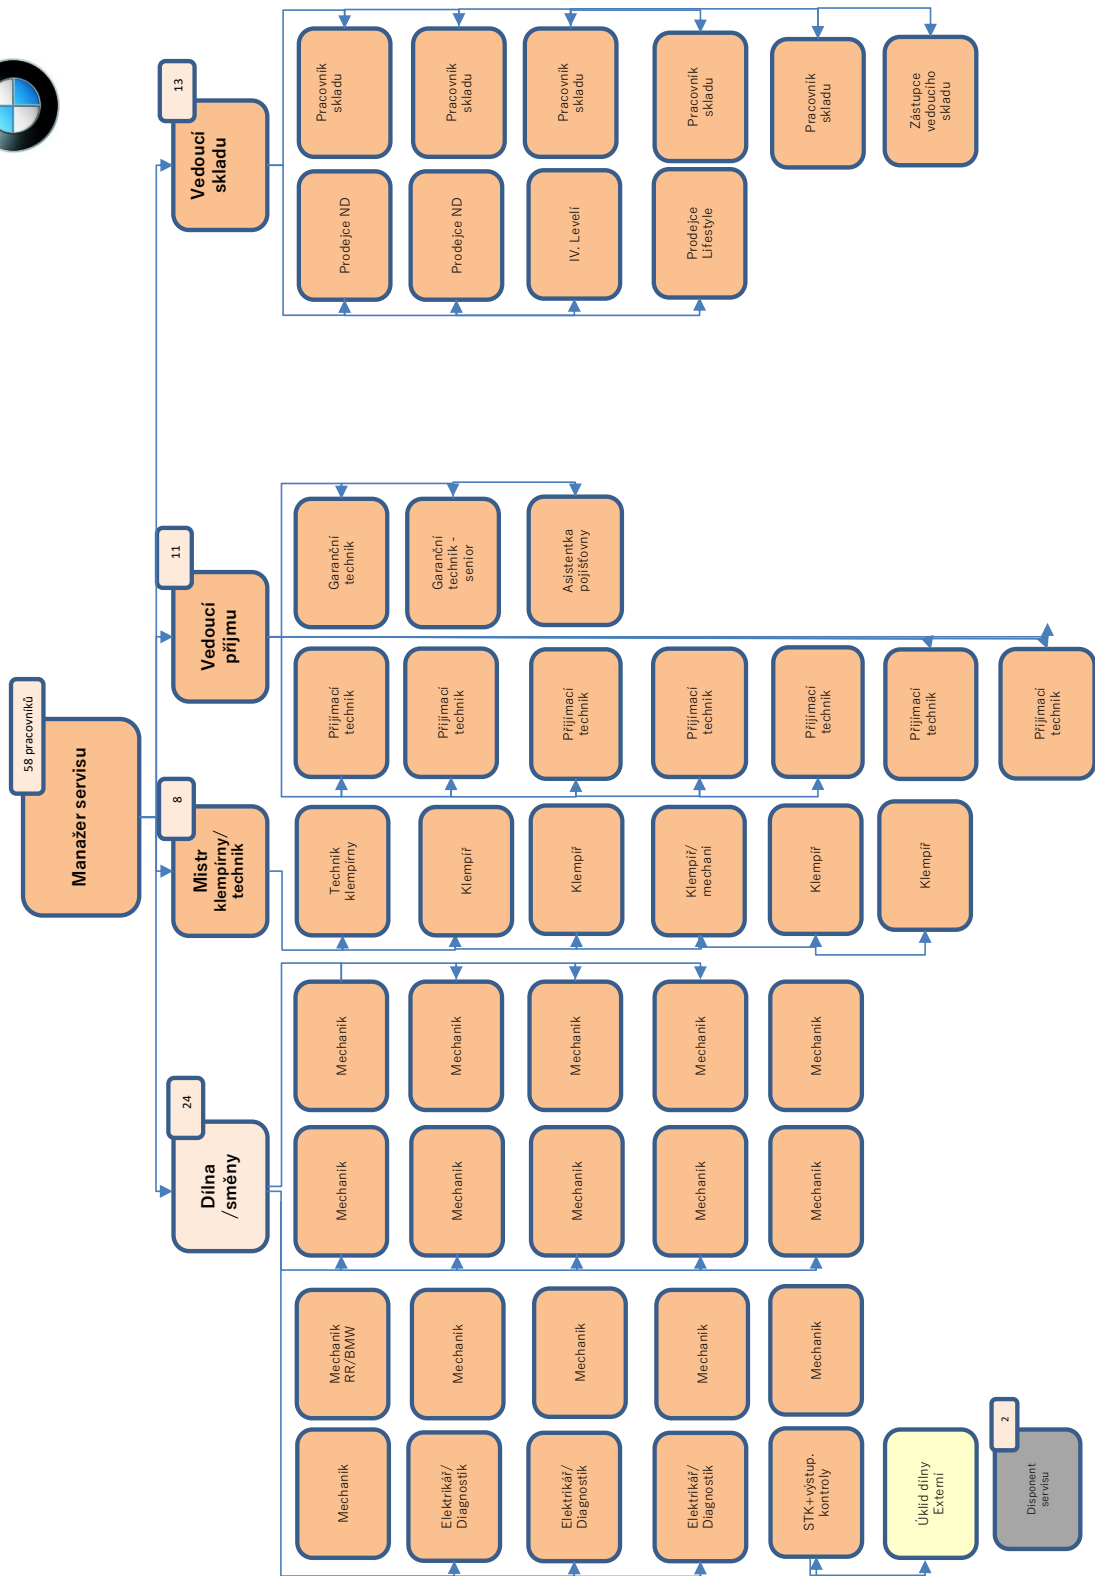 58 pracovníků
Manažer servisu
24
Dílna
/směny
Mechanik
Elektrikář/
Diagnostik
Elektrikář/
Diagnostik
Elektrikář/
Diagnostik
STK+výstup.
kontroly
Úklid dílny
Externí
2
Disponent
servisu
Mechanik
RR/BMW
Mechanik
Mechanik
Mechanik
Mechanik
Mechanik
Mechanik
Mechanik
Mechanik
Mechanik
Mechanik
Mechanik
Mechanik
Mechanik
Mechanik
8
Mistr
klempírny/
technik
Technik
klempírny
Klempíř
Klempíř
Klempíř/
mechani
Klempíř
Klempíř
11
Vedoucí
příjmu
Přijímací
technik
Přijímací
technik
Přijímací
technik
Přijímací
technik
Přijímací
technik
Přijímací
technik
Přijímací
technik
Garanční
technik
Garanční
technik -
senior
Asistentka
pojišťovny
13
Vedoucí
skladu
Prodejce ND
Prodejce ND
IV. Levelí
Prodejce
Lifestyle
Pracovník
skladu
Pracovník
skladu
Pracovník
skladu
Pracovník
skladu
Pracovník
skladu
Zástupce
vedoucího
skladu